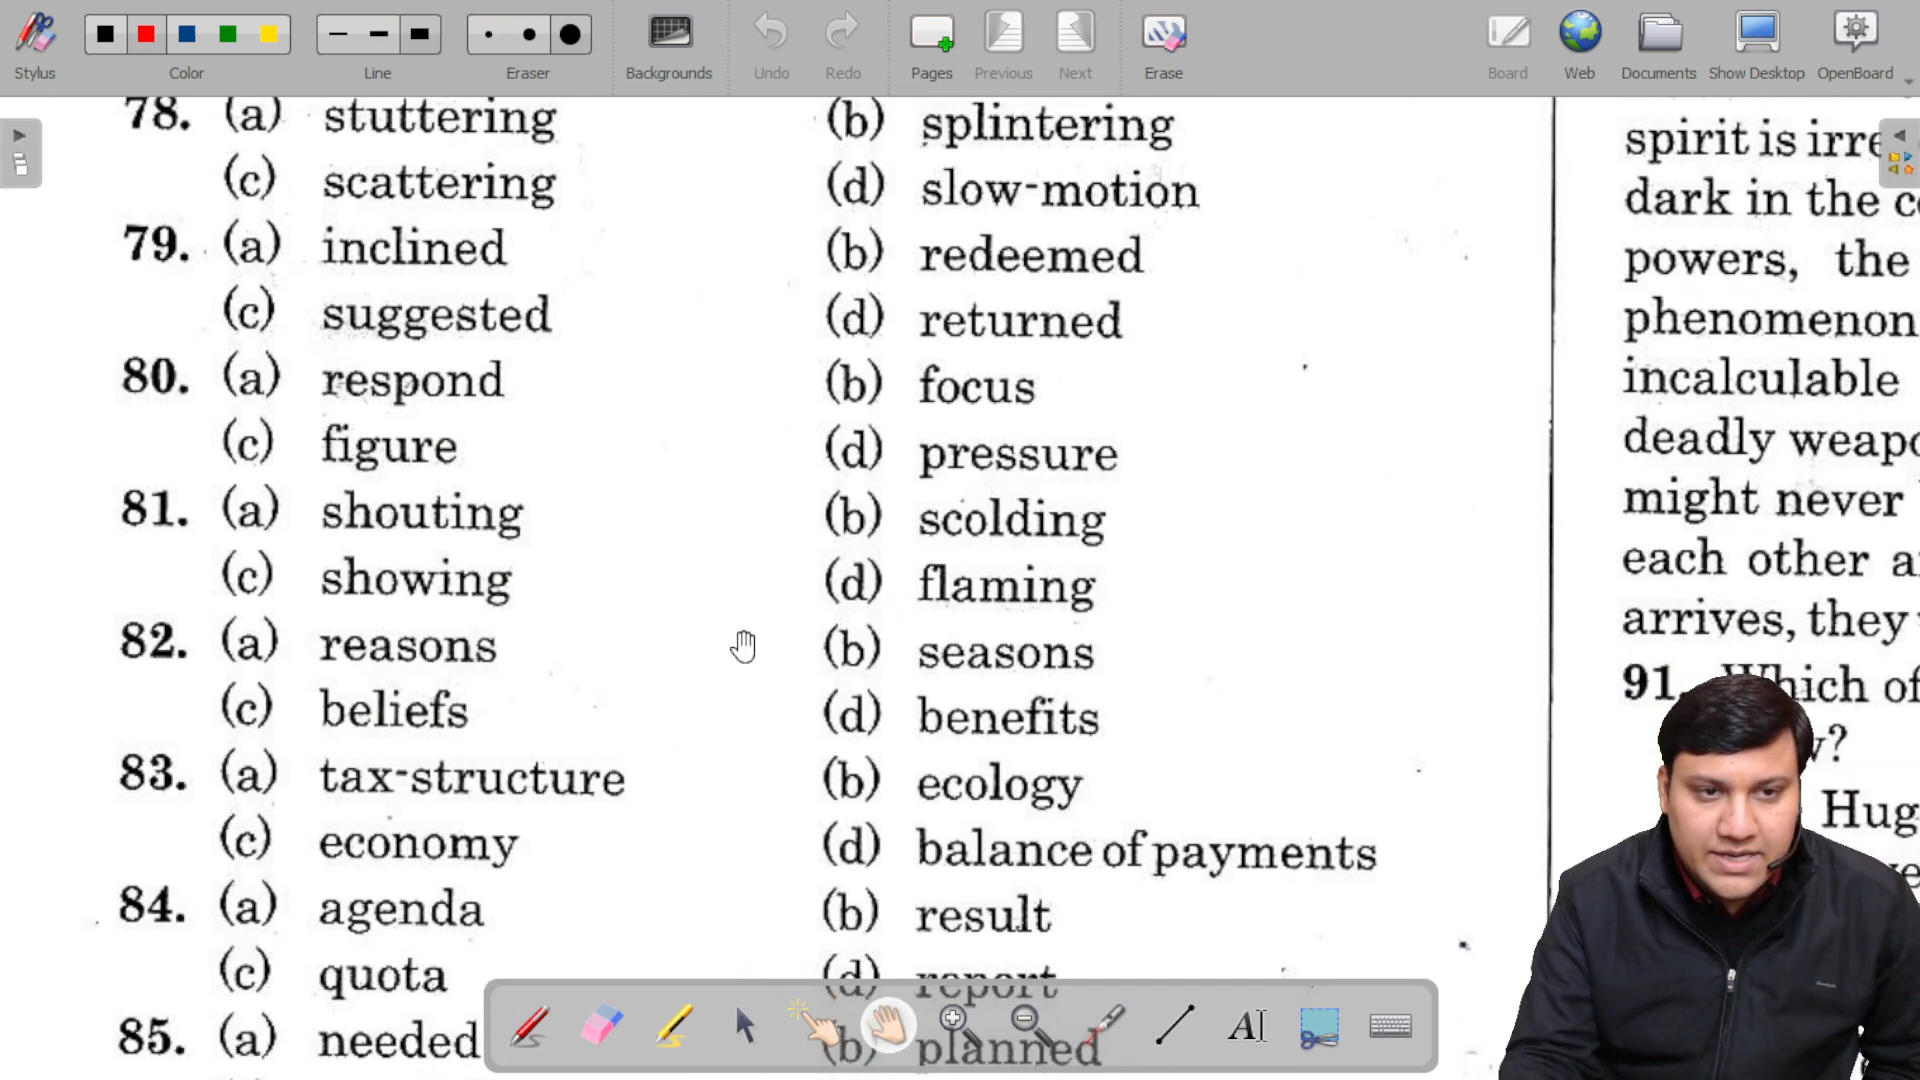 Stylus
Color
Line
Eraser
Backgrounds
Undo
Redo
Pages
Previous
Next
Erase
Board
Web
Documents
Show Desktop
OpenBoard
78. (a) stuttering (b) splintering
(c) scattering (d) slow-motion
79. (a) inclined (b) redeemed
(c) suggested (d) returned
80. (a) respond (b) focus
(c) figure (d) pressure
81. (a) shouting (b) scolding
(c) showing (d) flaming
82. (a) reasons (b) seasons
(c) beliefs (d) benefits
83. (a) tax-structure (b) ecology
(c) economy (d) balance of payments
84. (a) agenda (b) result
(c) quota (d) report
85. (a) needed (b) planned
spirit is irre
dark in the c
powers, the
phenomenon
incalculable
deadly weapo
might never
each other a
arrives, they
91. Which of
?
Hug